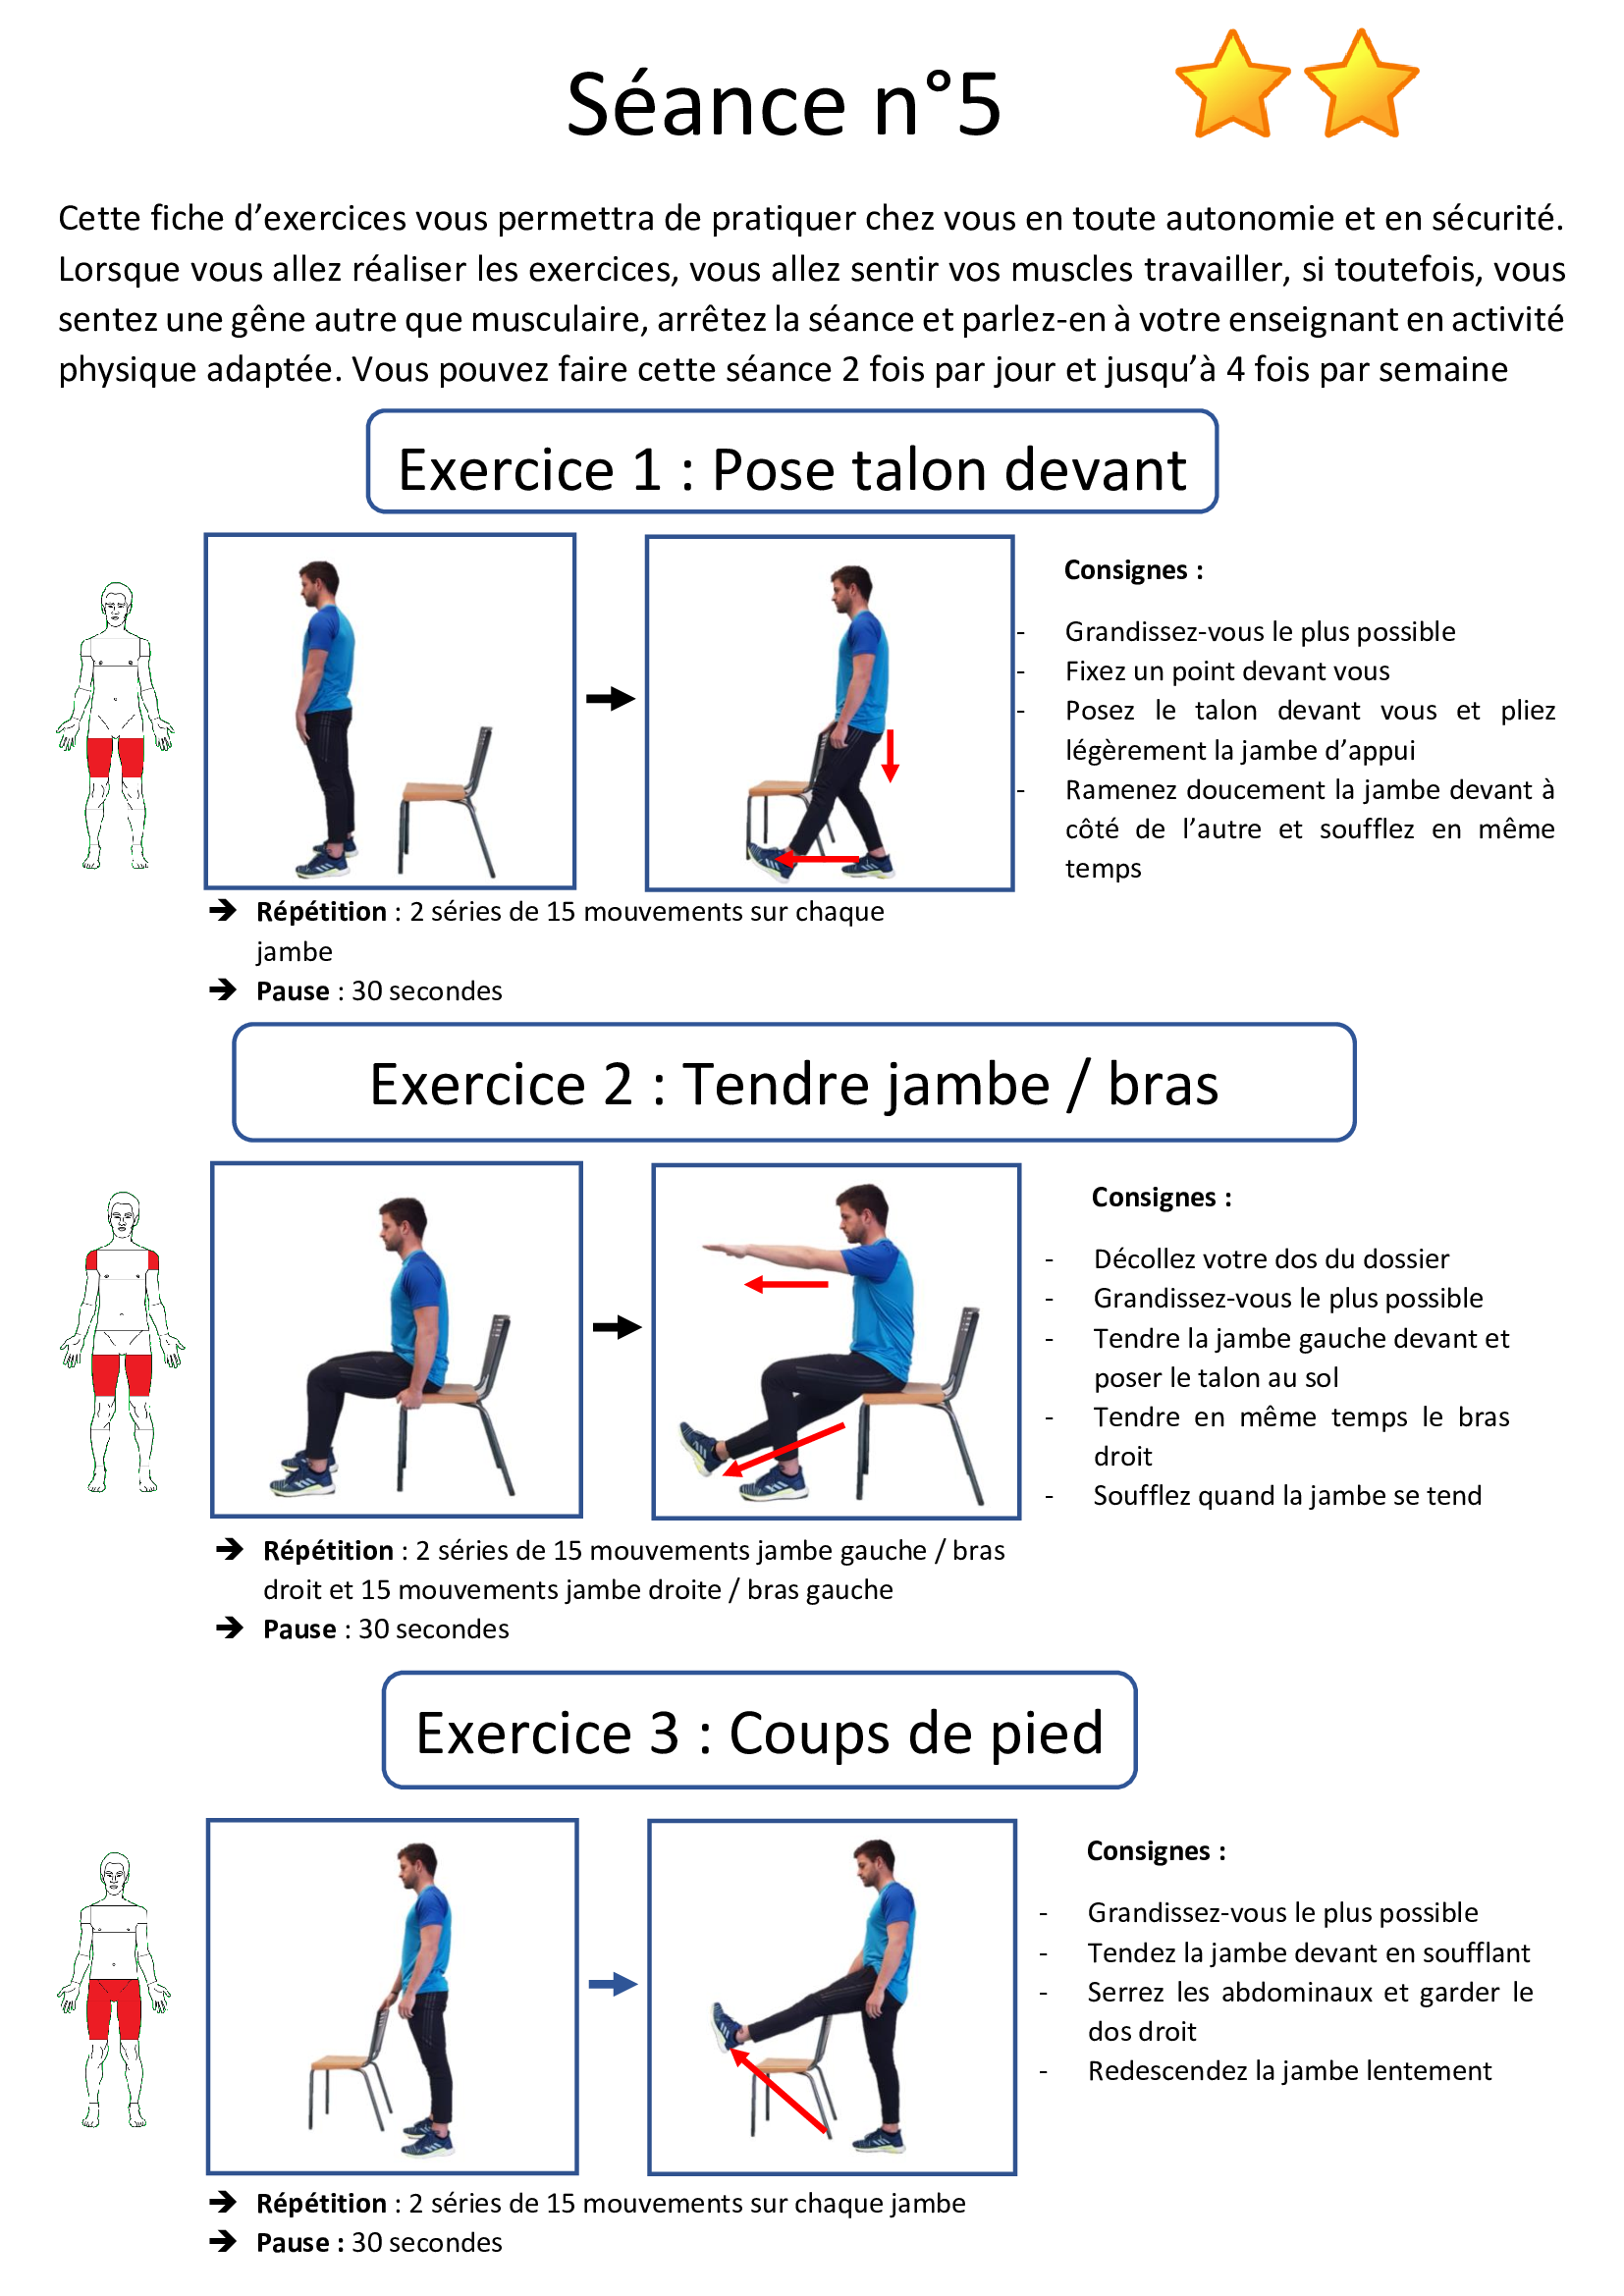 Séance n°5
Cette fiche d’exercices vous permettra de pratiquer chez vous en toute autonomie et en sécurité.
Lorsque vous allez réaliser les exercices, vous allez sentir vos muscles travailler, si toutefois, vous
sentez une gêne autre que musculaire, arrêtez la séance et parlez-en à votre enseignant en activité
physique adaptée. Vous pouvez faire cette séance 2 fois par jour et jusqu’à 4 fois par semaine
Exercice 1 : Pose talon devant
Consignes :
- Grandissez-vous le plus possible
- Fixez un point devant vous
- Posez le talon devant vous et pliez
légèrement la jambe d’appui
- Ramenez doucement la jambe devant à
côté de l’autre et soufflez en même
temps
➔ Répétition : 2 séries de 15 mouvements sur chaque
jambe
➔ Pause : 30 secondes
Exercice 2 : Tendre jambe / bras
Consignes :
- Décollez votre dos du dossier
- Grandissez-vous le plus possible
- Tendre la jambe gauche devant et
poser le talon au sol
- Tendre en même temps le bras
droit
- Soufflez quand la jambe se tend
➔ Répétition : 2 séries de 15 mouvements jambe gauche / bras
droit et 15 mouvements jambe droite / bras gauche
➔ Pause : 30 secondes
Exercice 3 : Coups de pied
Consignes :
- Grandissez-vous le plus possible
- Tendez la jambe devant en soufflant
- Serrez les abdominaux et garder le
dos droit
- Redescendez la jambe lentement
➔ Répétition : 2 séries de 15 mouvements sur chaque jambe
➔ Pause : 30 secondes